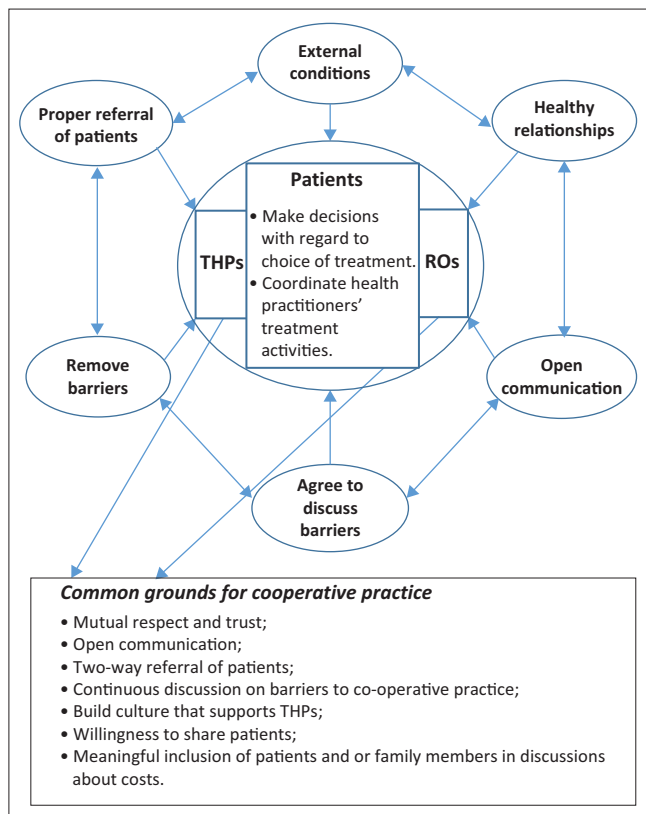 External
conditions
Proper referral
of patients
Healthy
relationships
Patients
• Make decisions
with regard to
choice of treatment.
• Coordinate health
practitioners'
treatment
activities.
THPs
ROs
Remove
barriers
Open
communication
Agree to
discuss
barriers
Common grounds for cooperative practice
• Mutual respect and trust;
• Open communication;
• Two-way referral of patients;
• Continuous discussion on barriers to co-operative practice;
• Build culture that supports THPs;
• Willingness to share patients;
• Meaningful inclusion of patients and or family members in discussions
about costs.